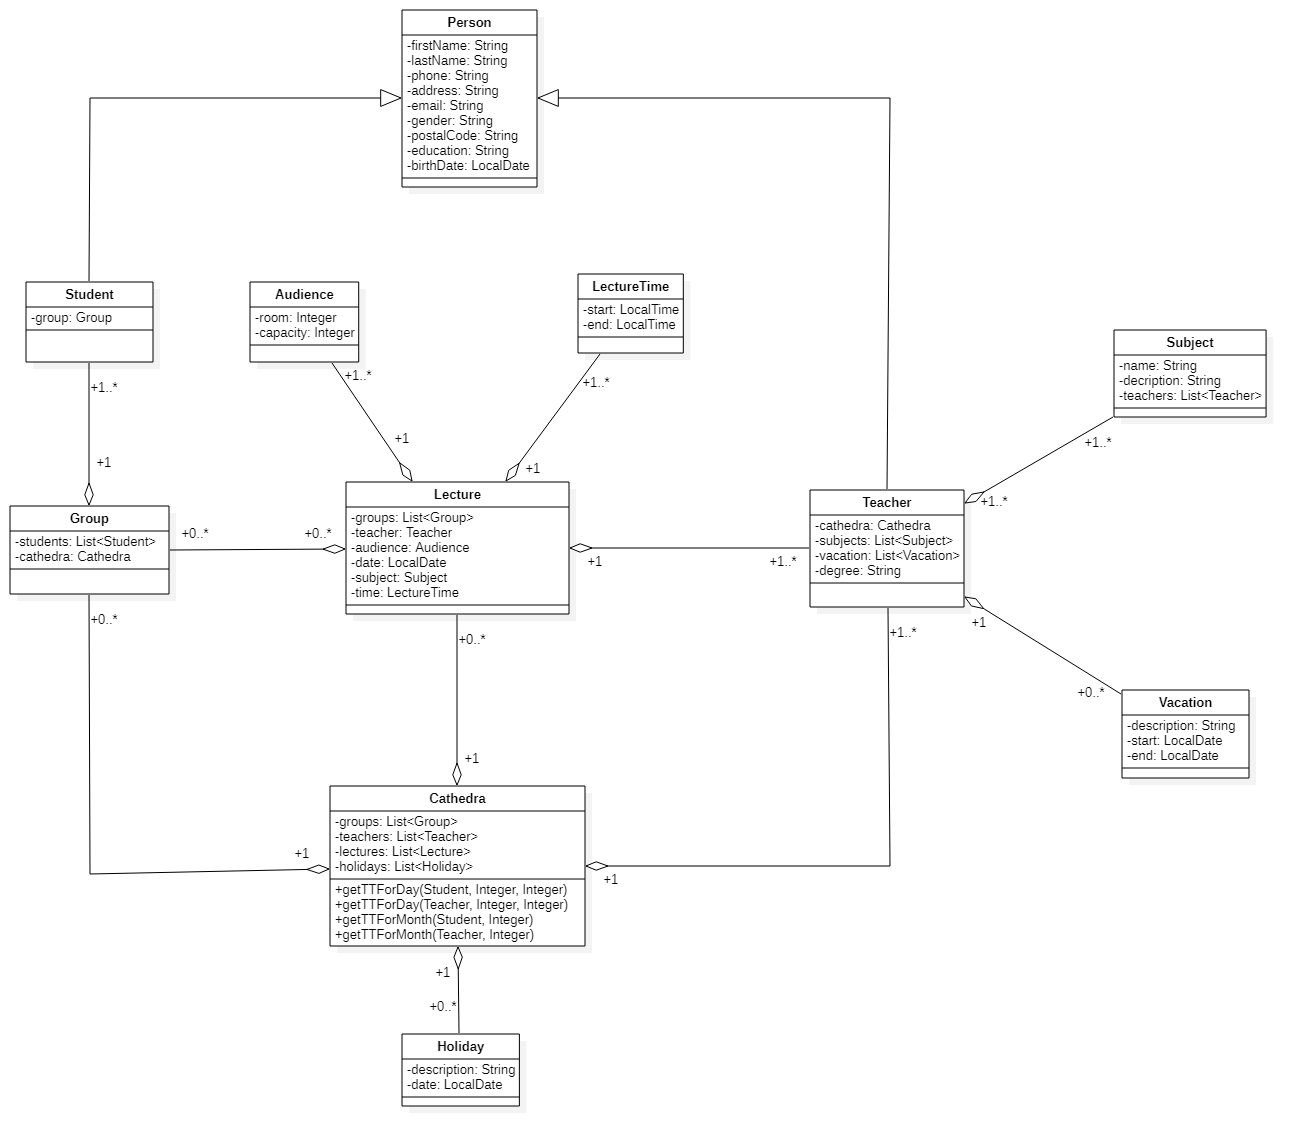 Person
-firstName: String
-lastName: String
-phone: String
-address: String
-email: String
-gender: String
-postalCode: String
-education: String
-birthDate: LocalDate
Student
-group: Group
Audience
-room: Integer
-capacity: Integer
LectureTime
-start: LocalTime
-end: LocalTime
Subject
-name: String
-decription: String
-teachers: List<Teacher>
+1..*
+1..*
+1..*
+1..*
+1
+1
+1
+1..*
Group
-students: List<Student>
-cathedra: Cathedra
Lecture
-groups: List<Group>
-teacher: Teacher
-audience: Audience
-date: LocalDate
-subject: Subject
-time: LectureTime
Teacher
-cathedra: Cathedra
-subjects: List<Subject>
-vacation: List<Vacation>
-degree: String
+0..*
+0..*
+1
+1..*
+0..*
+0..*
+1..*
+1
+0..*
Vacation
-description: String
-start: LocalDate
-end: LocalDate
+1
+1
+1
Cathedra
-groups: List<Group>
-teachers: List<Teacher>
-lectures: List<Lecture>
-holidays: List<Holiday>
+getTTForDay(Student, Integer, Integer)
+getTTForDay(Teacher, Integer, Integer)
+getTTForMonth(Student, Integer)
+getTTForMonth(Teacher, Integer)
+1
+0..*
Holiday
-description: String
-date: LocalDate